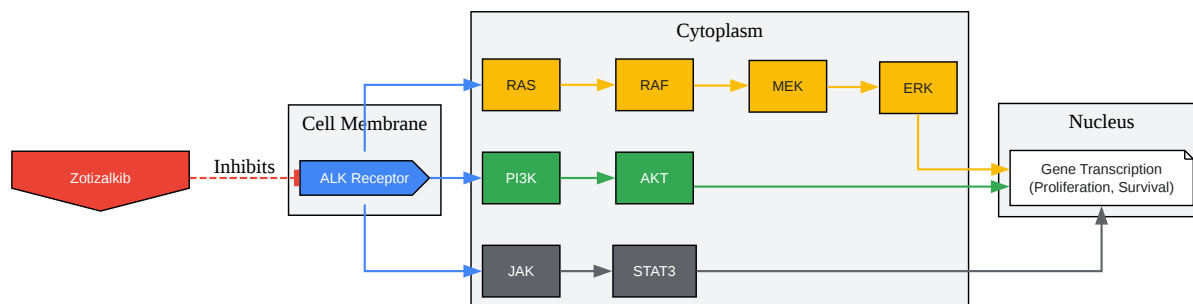 Cytoplasm
RAS
RAF
MEK
ERK
Cell Membrane
Nucleus
Inhibits
Zotizalkib
ALK Receptor
PI3K
AKT
Gene Transcription
(Proliferation, Survival)
JAK
STAT3